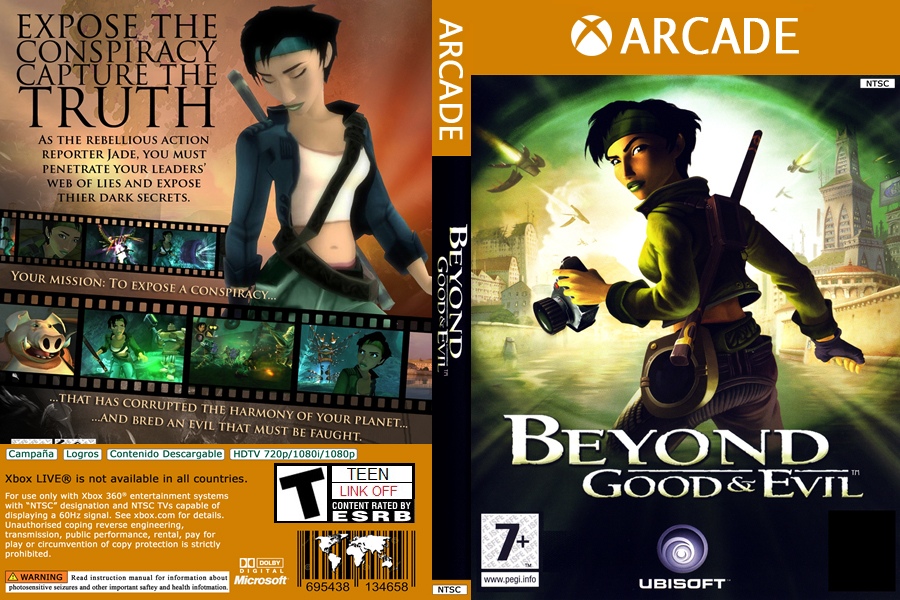 EXPOSE THE
CONSPIRACY
CAPTURE THE
TRUTH
AS THE REBELLIOUS ACTION
REPORTER JADE, YOU MUST
PENETRATE YOUR LEADERS'
WEB OF LIES AND EXPOSE
THIER DARK SECRETS.
YOUR MISSION: TO EXPOSE A CONSPIRACY...
...THAT HAS CORRUPTED THE HARMONY OF YOUR PLANET...
...AND BRED AN EVIL THAT MUST BE FAUGHT.
Campaña Logros Contenido Descargable HDTV 720p/1080i/1080p
Xbox LIVE® is not available in all countries.
For use only with Xbox 360® entertainment systems
with "NTSC" designation and NTSC TVs capable of
displaying a 60Hz signal. See xbox.com for details.
Unauthorised coping reverse engineering,
transmission, public performance, rental, pay for
play or circumvention of copy protection is strictly
prohibited.
WARNING Read instruction manual for information about
photosensitive seizures and other important saftey and health infotmation.
T
TEEN
LINK OFF
CONTENT RATED BY
ESRB
DOLBY
DIGITAL
Microsoft
695438 134658
ARCADE
BEYOND
GOOD & EVIL™
NTSC
ARCADE
NTSC
BEYOND
GOOD & EVIL™
7+
™
www.pegi.info
UBISOFT™